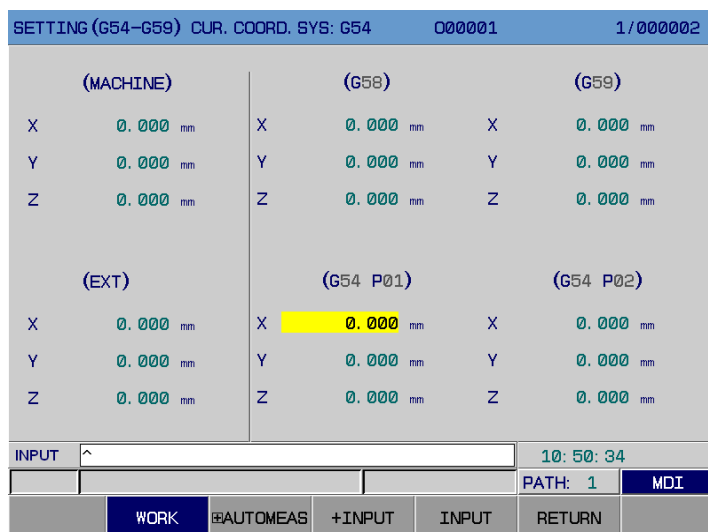 SETTING (G54-G59) CUR. COORD. SYS: G54 O00001 1/000002
(MACHINE) (G58) (G59)
X 0.000 mm X 0.000 mm X 0.000 mm
Y 0.000 mm Y 0.000 mm Y 0.000 mm
Z 0.000 mm Z 0.000 mm Z 0.000 mm
(EXT) (G54 P01) (G54 P02)
X 0.000 mm X 0.000 mm X 0.000 mm
Y 0.000 mm Y 0.000 mm Y 0.000 mm
Z 0.000 mm Z 0.000 mm Z 0.000 mm
INPUT ^ 10:50:34
PATH: 1 MDI
WORK ⊞AUTOMEAS +INPUT INPUT RETURN